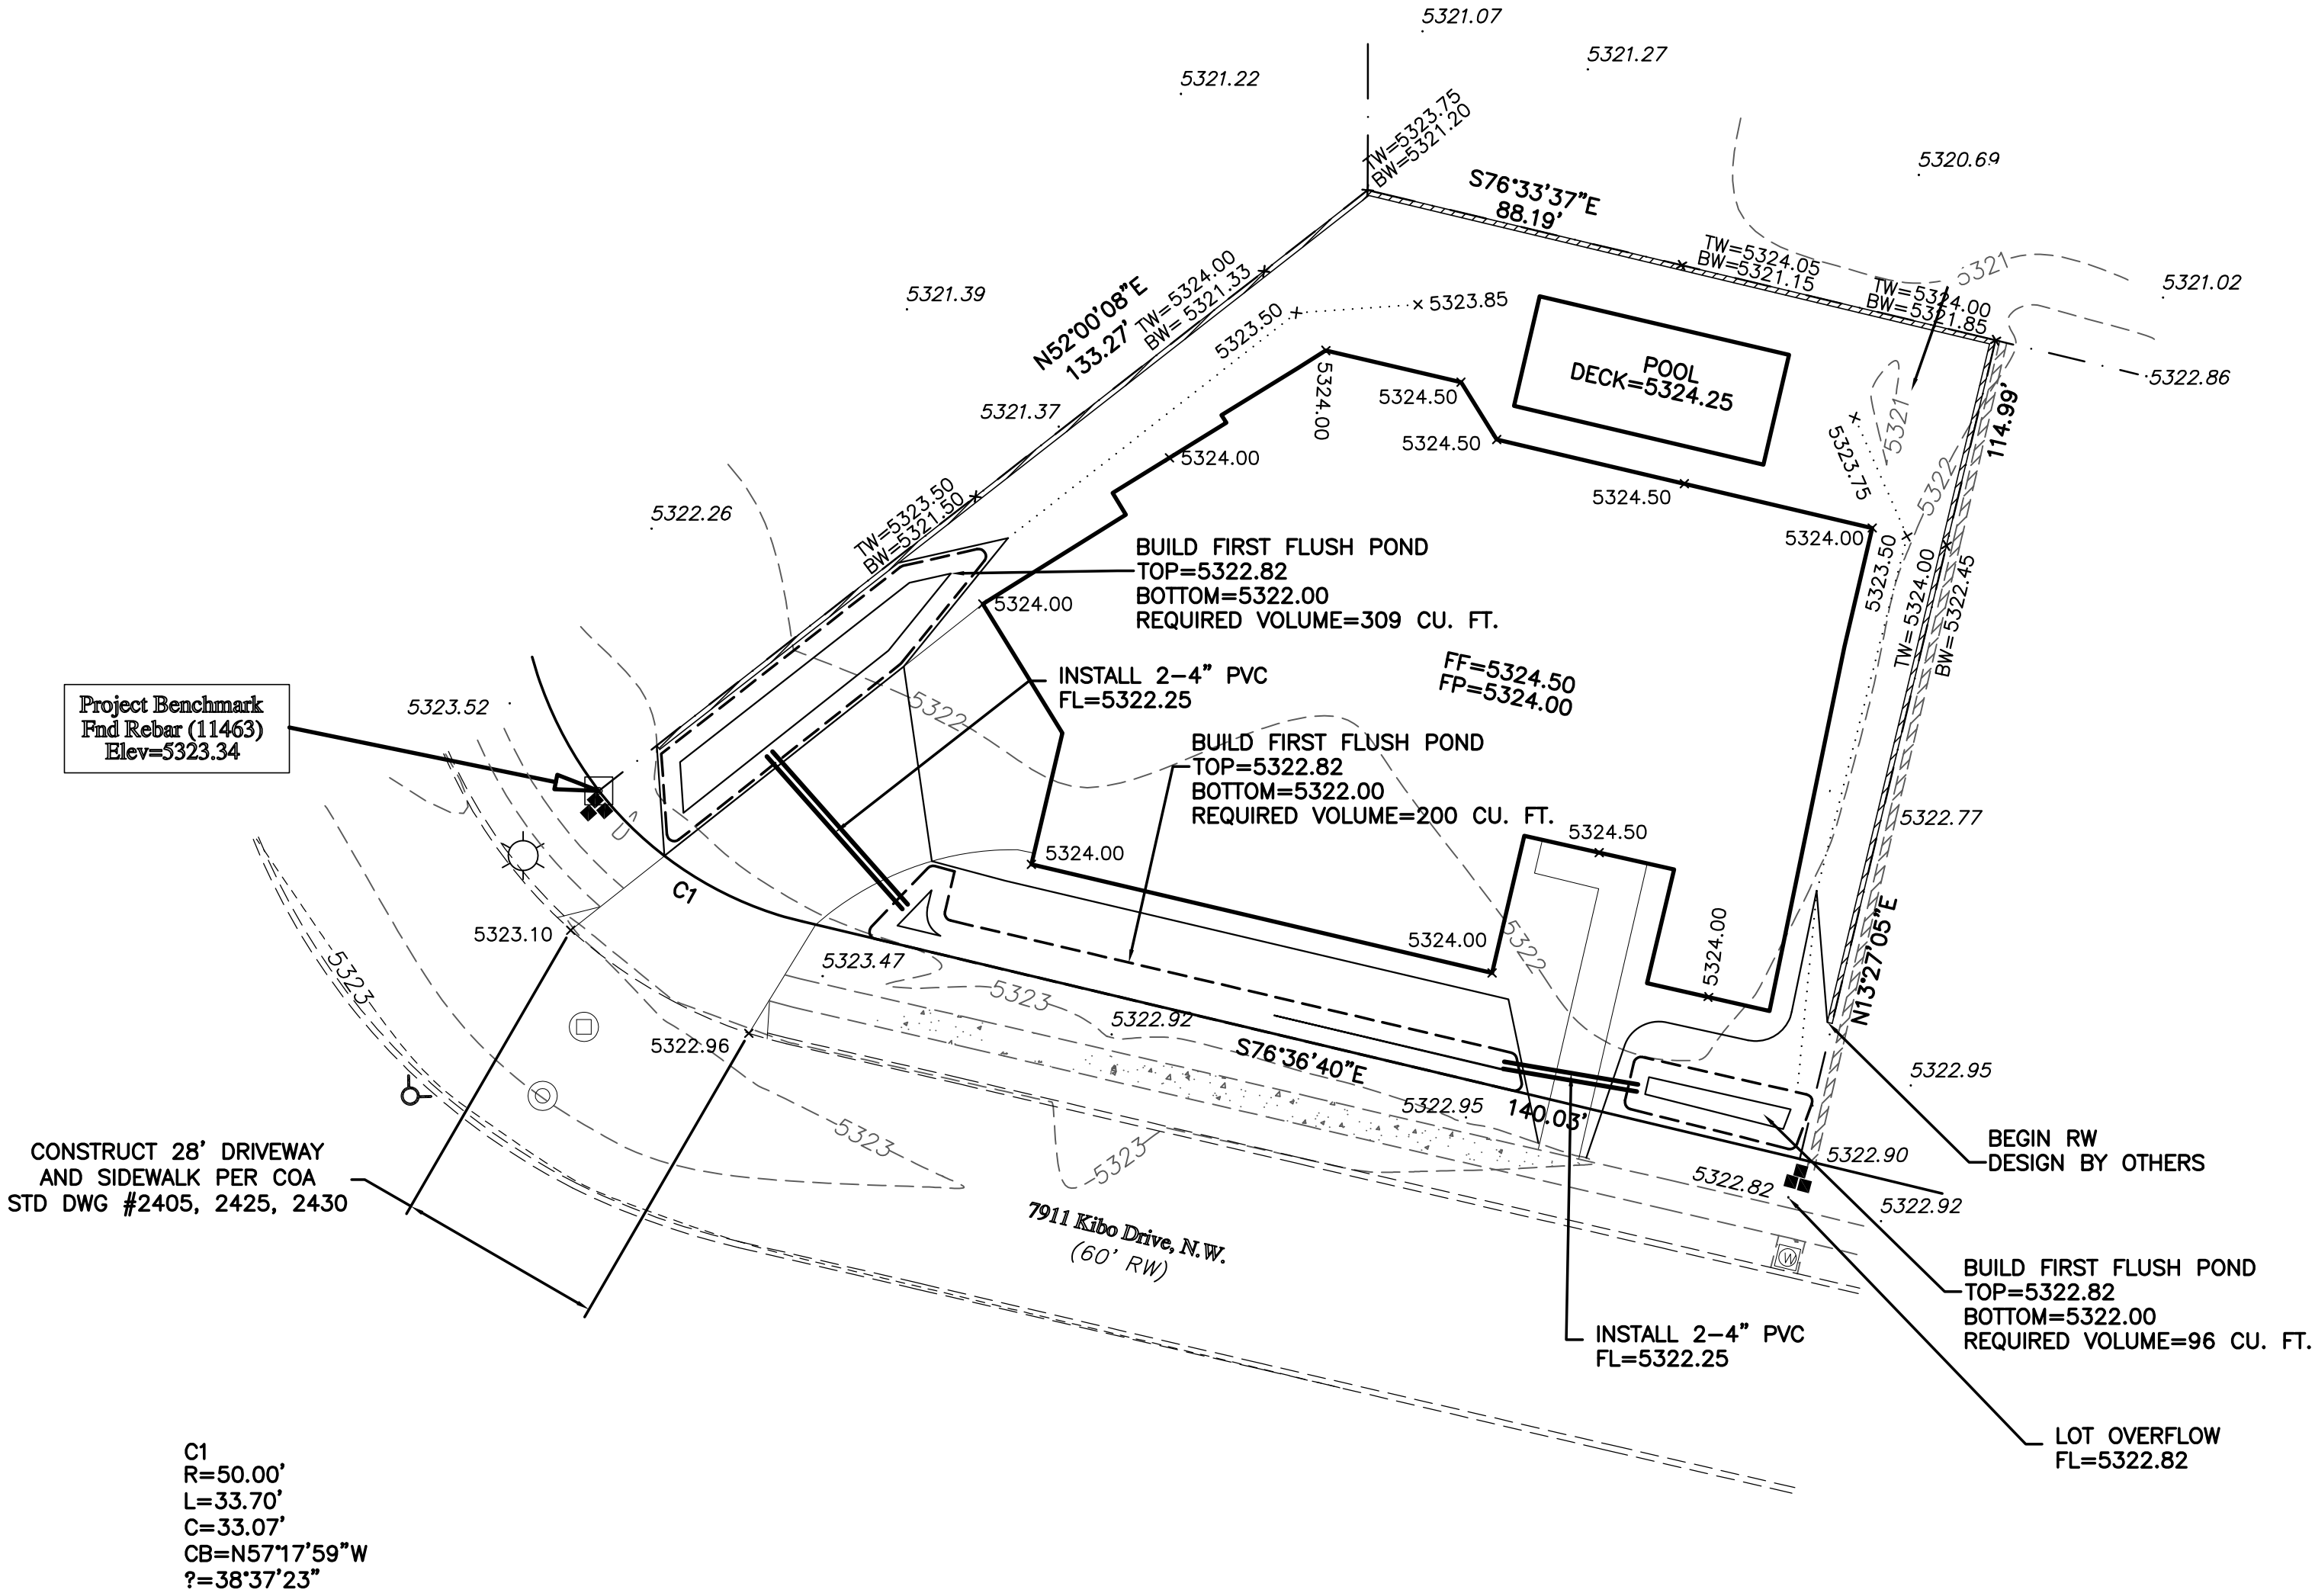 5321.07
5321.27
5321.22
TW=5323.75
BW=5321.20
5320.69
S76°33'37"E
88.19'
TW=5324.05
BW=5321.15
5321
TW=5324.00
BW=5321.85
5321.02
5321.39
N52°00'08"E
133.27'
TW=5324.00
BW= 5321.33
5323.50
5323.85
5322.86
POOL
DECK=5324.25
5324.00
5324.50
5321.37
5324.50
5321
114.99'
5323.75
5324.00
5324.50
5322
TW=5323.50
BW=5321.50
5322.26
5324.00
5323.50
TW=5324.00
BW=5322.45
BUILD FIRST FLUSH POND
TOP=5322.82
BOTTOM=5322.00
REQUIRED VOLUME=309 CU. FT.
5324.00
FF=5324.50
FP=5324.00
INSTALL 2-4" PVC
FL=5322.25
5322
Project Benchmark
Fnd Rebar (11463)
Elev=5323.34
5323.52
BUILD FIRST FLUSH POND
TOP=5322.82
BOTTOM=5322.00
REQUIRED VOLUME=200 CU. FT.
5322.77
5324.50
5324.00
C1
5323.10
5324.00
5324.00
5322
N13°27'05"E
5323
5323.47
5323
5322.92
5322.96
S76°36'40"E
5322.95
5322.95
140.03'
5323
5323
CONSTRUCT 28' DRIVEWAY
AND SIDEWALK PER COA
STD DWG #2405, 2425, 2430
BEGIN RW
DESIGN BY OTHERS
5322.90
5322.82
5322.92
7911 Kibo Drive, N.W.
(60' RW)
W
BUILD FIRST FLUSH POND
TOP=5322.82
BOTTOM=5322.00
REQUIRED VOLUME=96 CU. FT.
INSTALL 2-4" PVC
FL=5322.25
LOT OVERFLOW
FL=5322.82
C1
R=50.00'
L=33.70'
C=33.07'
CB=N57°17'59"W
?=38°37'23"